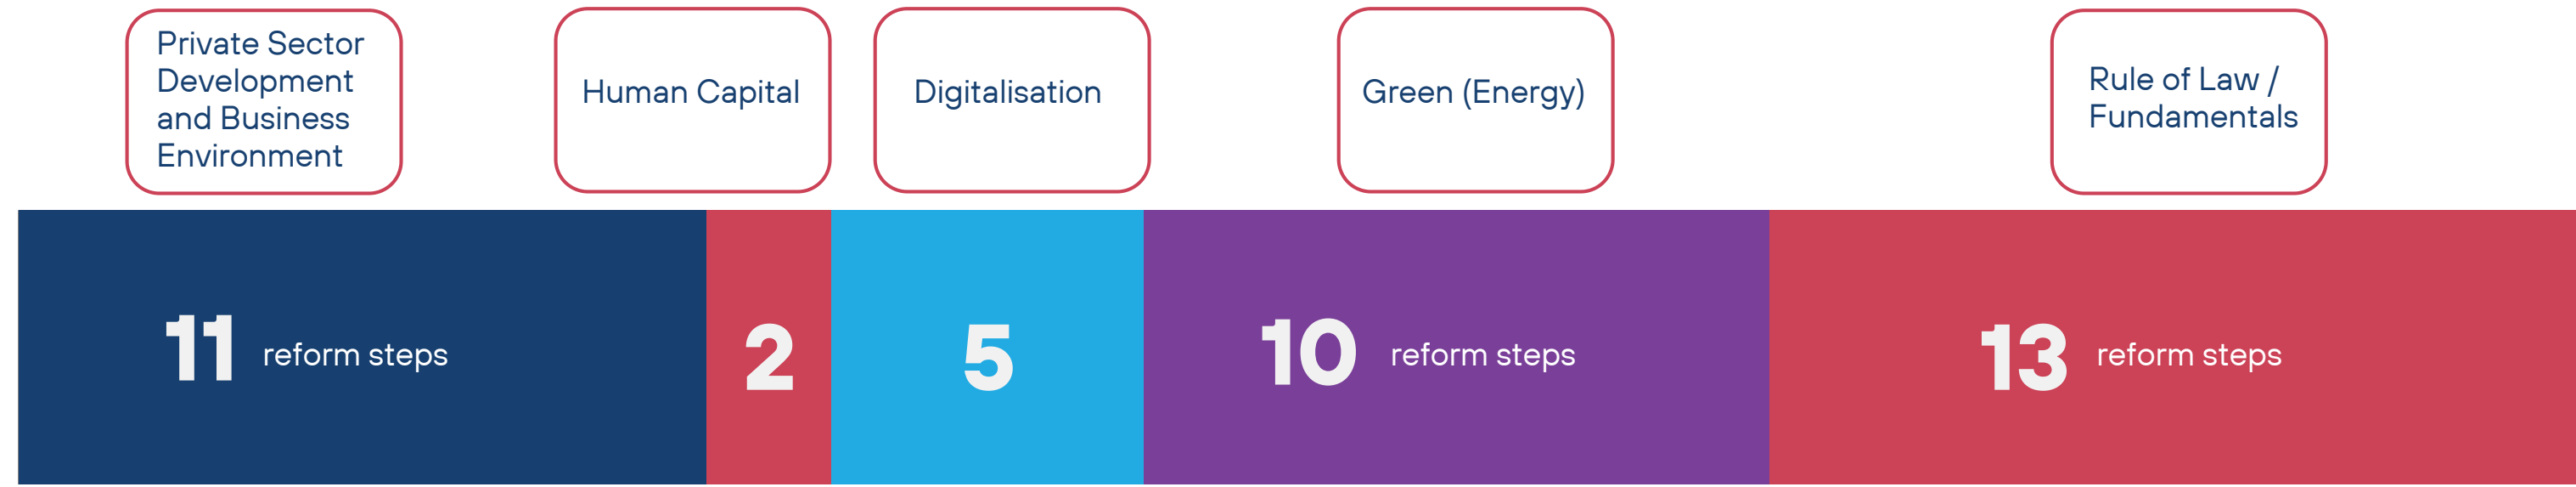 Private Sector
Development
and Business
Environment
Human Capital
Digitalisation
Green (Energy)
Rule of Law /
Fundamentals
11 reform steps
2
5
10 reform steps
13 reform steps